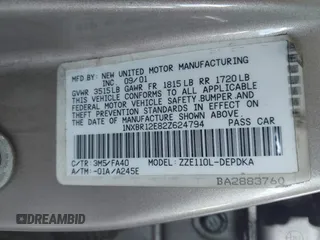 MFD BY NEW UNITED MOTOR MANUFACTURING
INC. 09/01
GVWR 3515LB GAWR FR 1815LB RR 1720LB
THIS VEHICLE CONFORMS TO ALL APPLICABLE
FEDERAL MOTOR VEHICLE SAFETY,BUMPER,AND
THEFT PREVENTION STANDARDS IN EFFECT ON
THE DATE OF MANUFACTURE SHOWN ABOVE.
1NXBR12E82Z624794 PASS CAR
C/TR: 3M5/FA40 MODEL: ZZE110L-DEPDKA
A/TM: -01A/A245E
BA2883760
DREAMBID